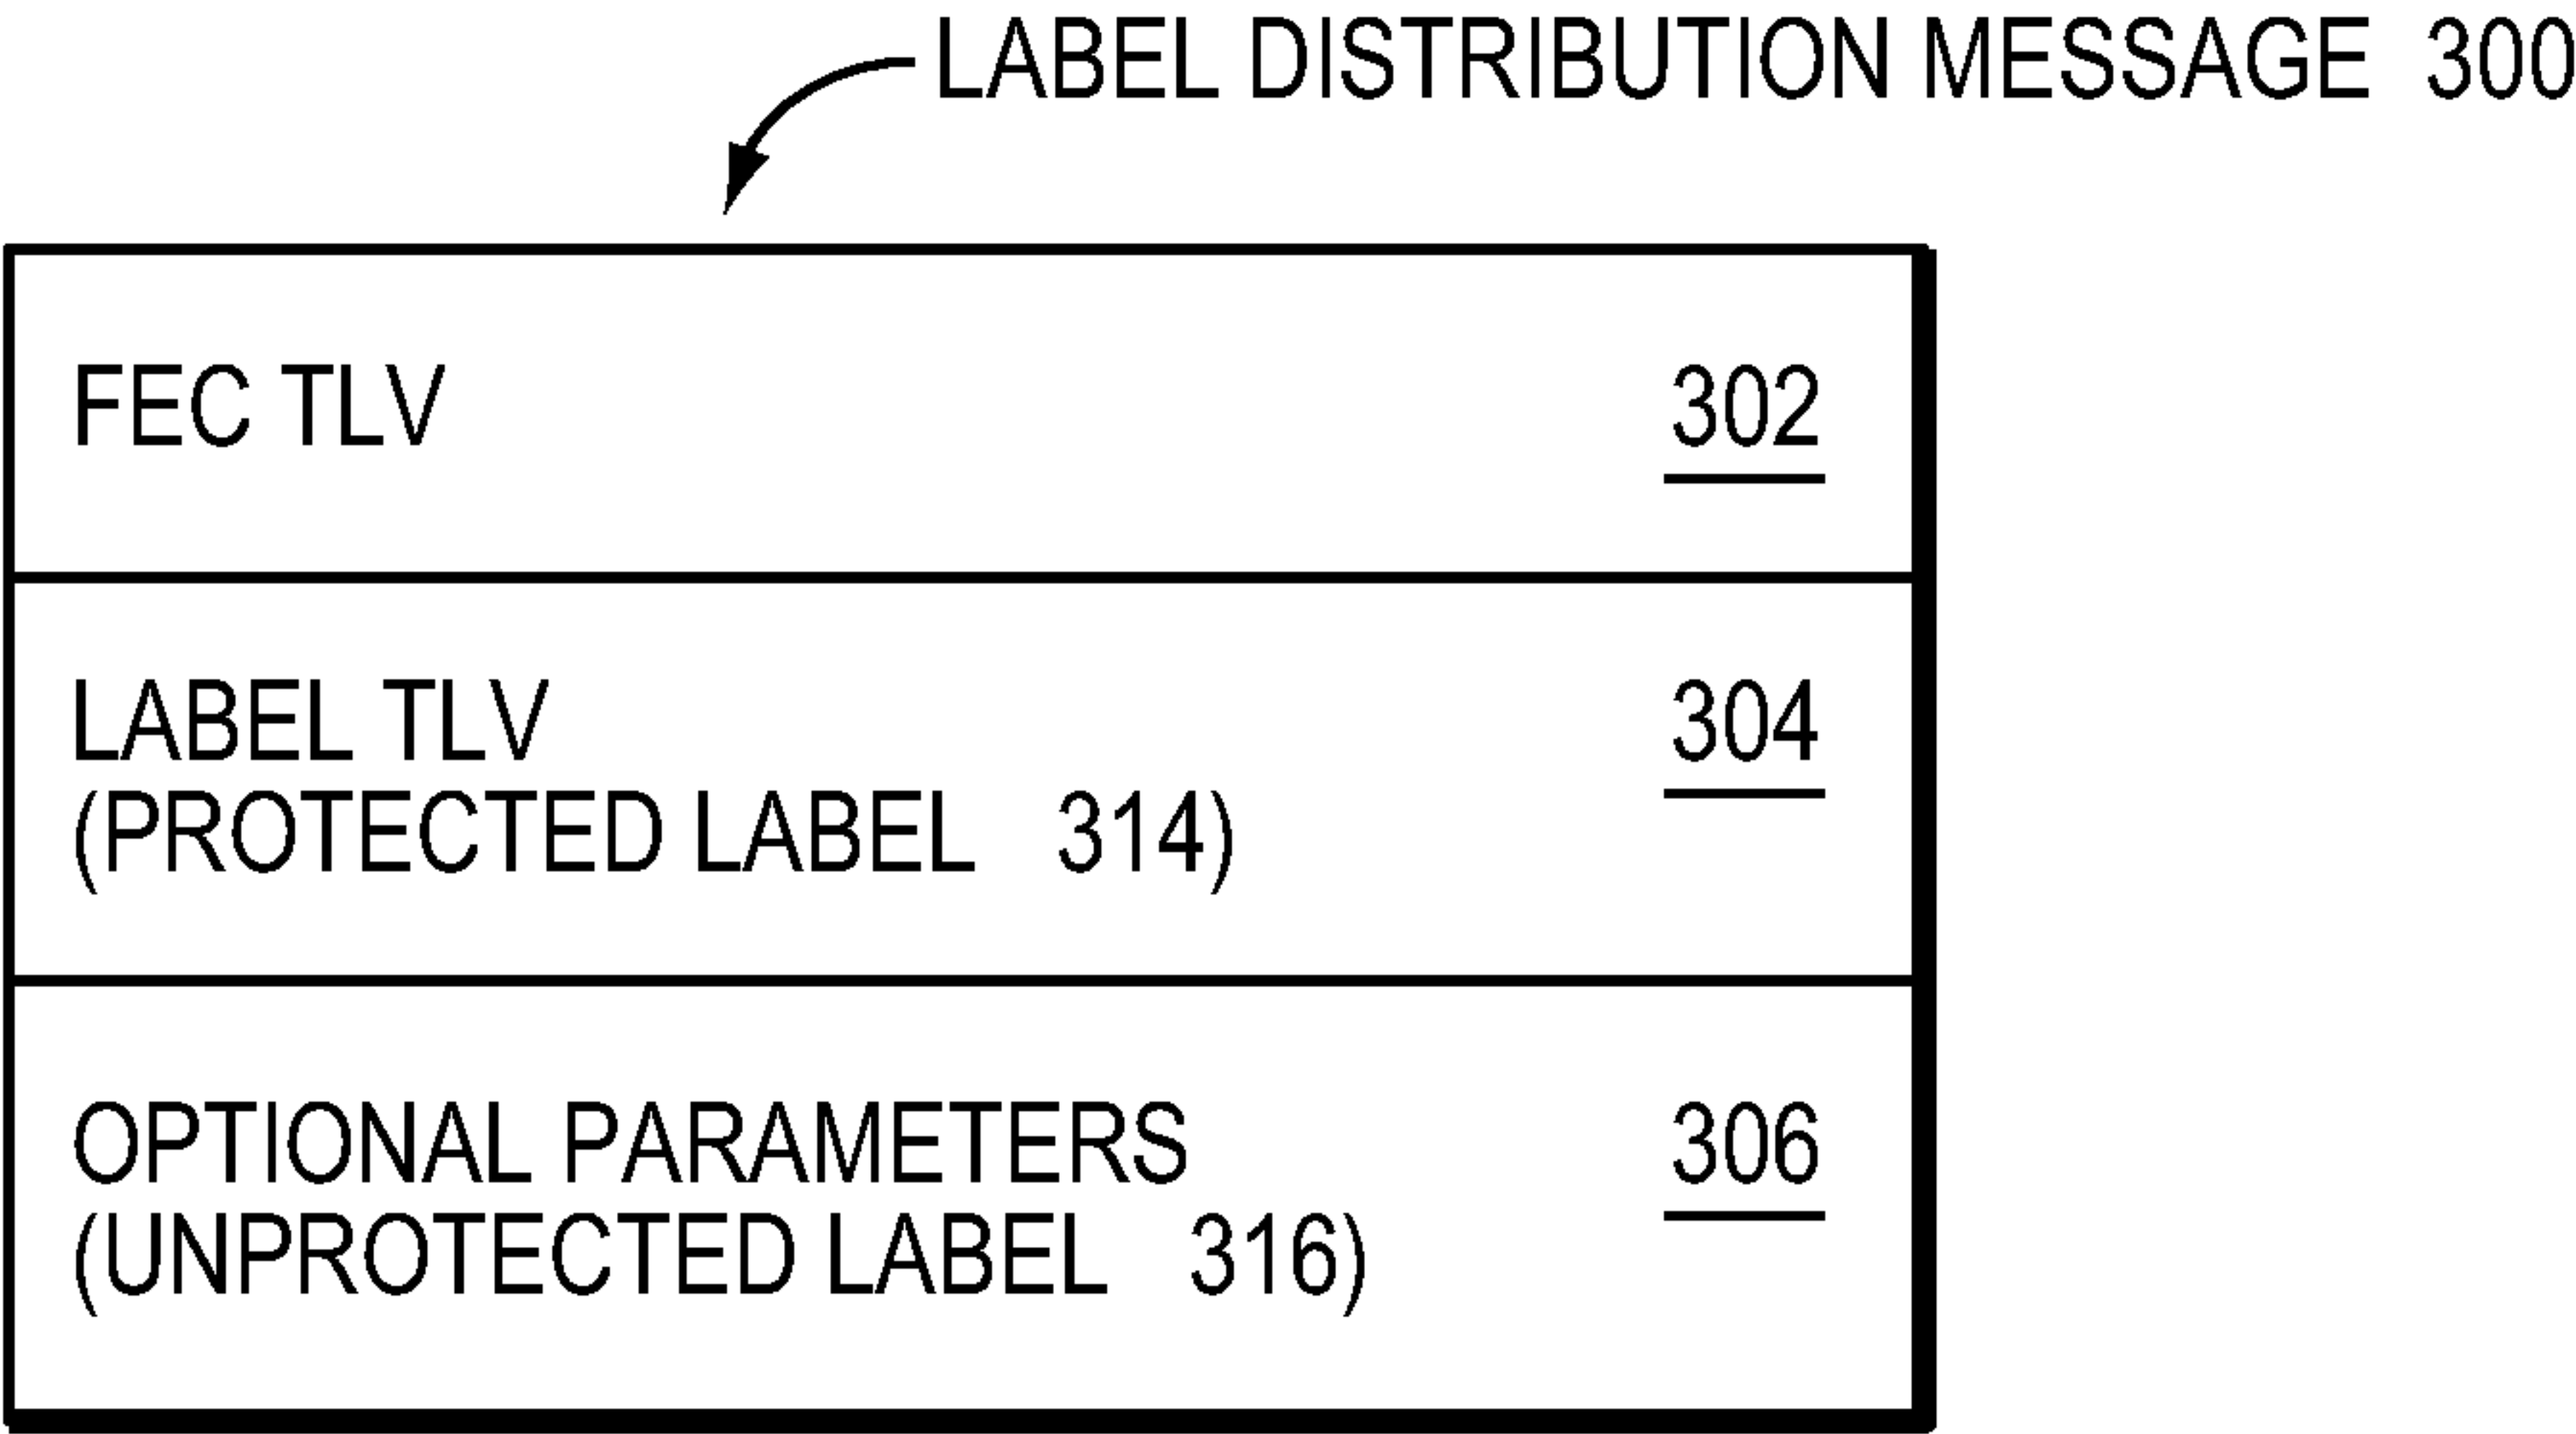 LABEL DISTRIBUTION MESSAGE 300
FEC TLV 302
LABEL TLV 304
(PROTECTED LABEL 314)
OPTIONAL PARAMETERS 306
(UNPROTECTED LABEL 316)